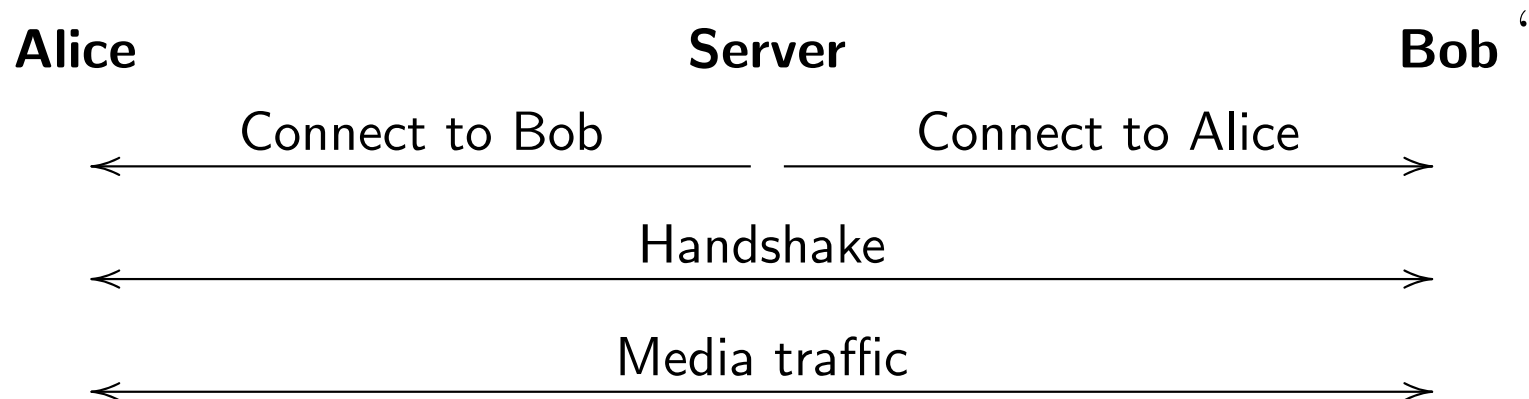 Alice Server Bob ‘
Connect to Bob Connect to Alice
Handshake
Media traffic